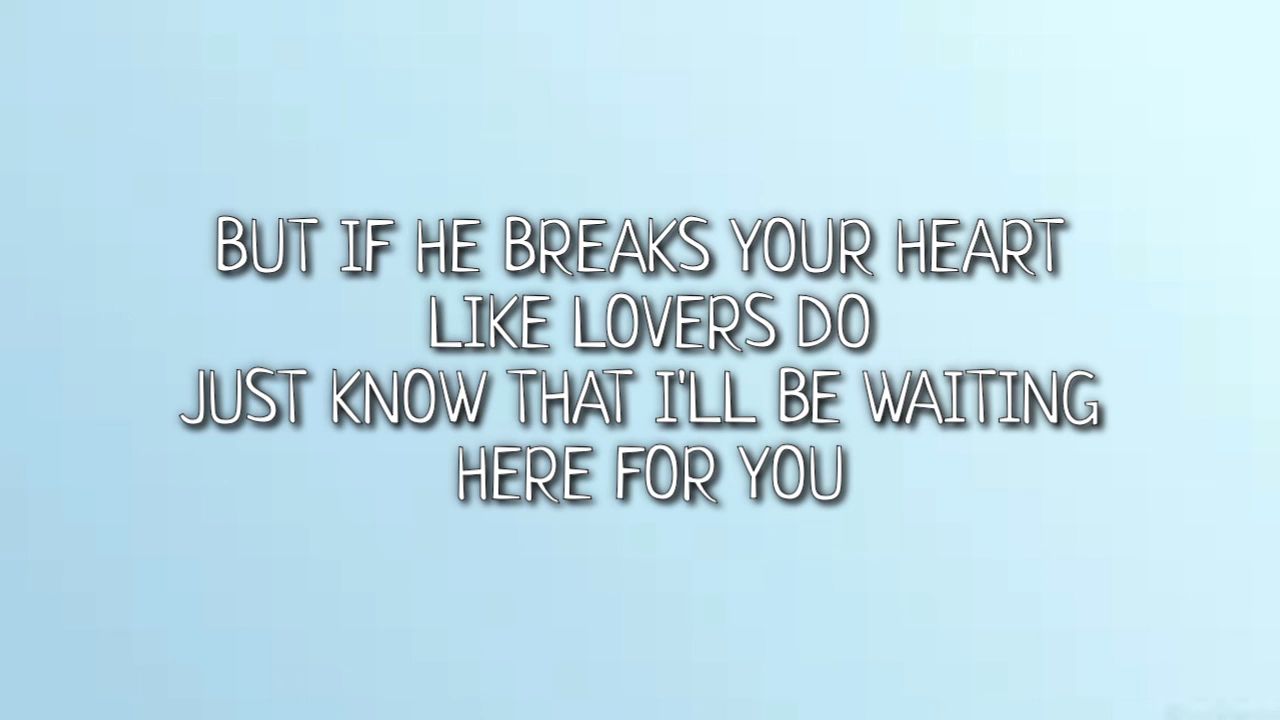 BUT IF HE BREAKS YOUR HEART
LIKE LOVERS DO
JUST KNOW THAT I'LL BE WAITING
HERE FOR YOU